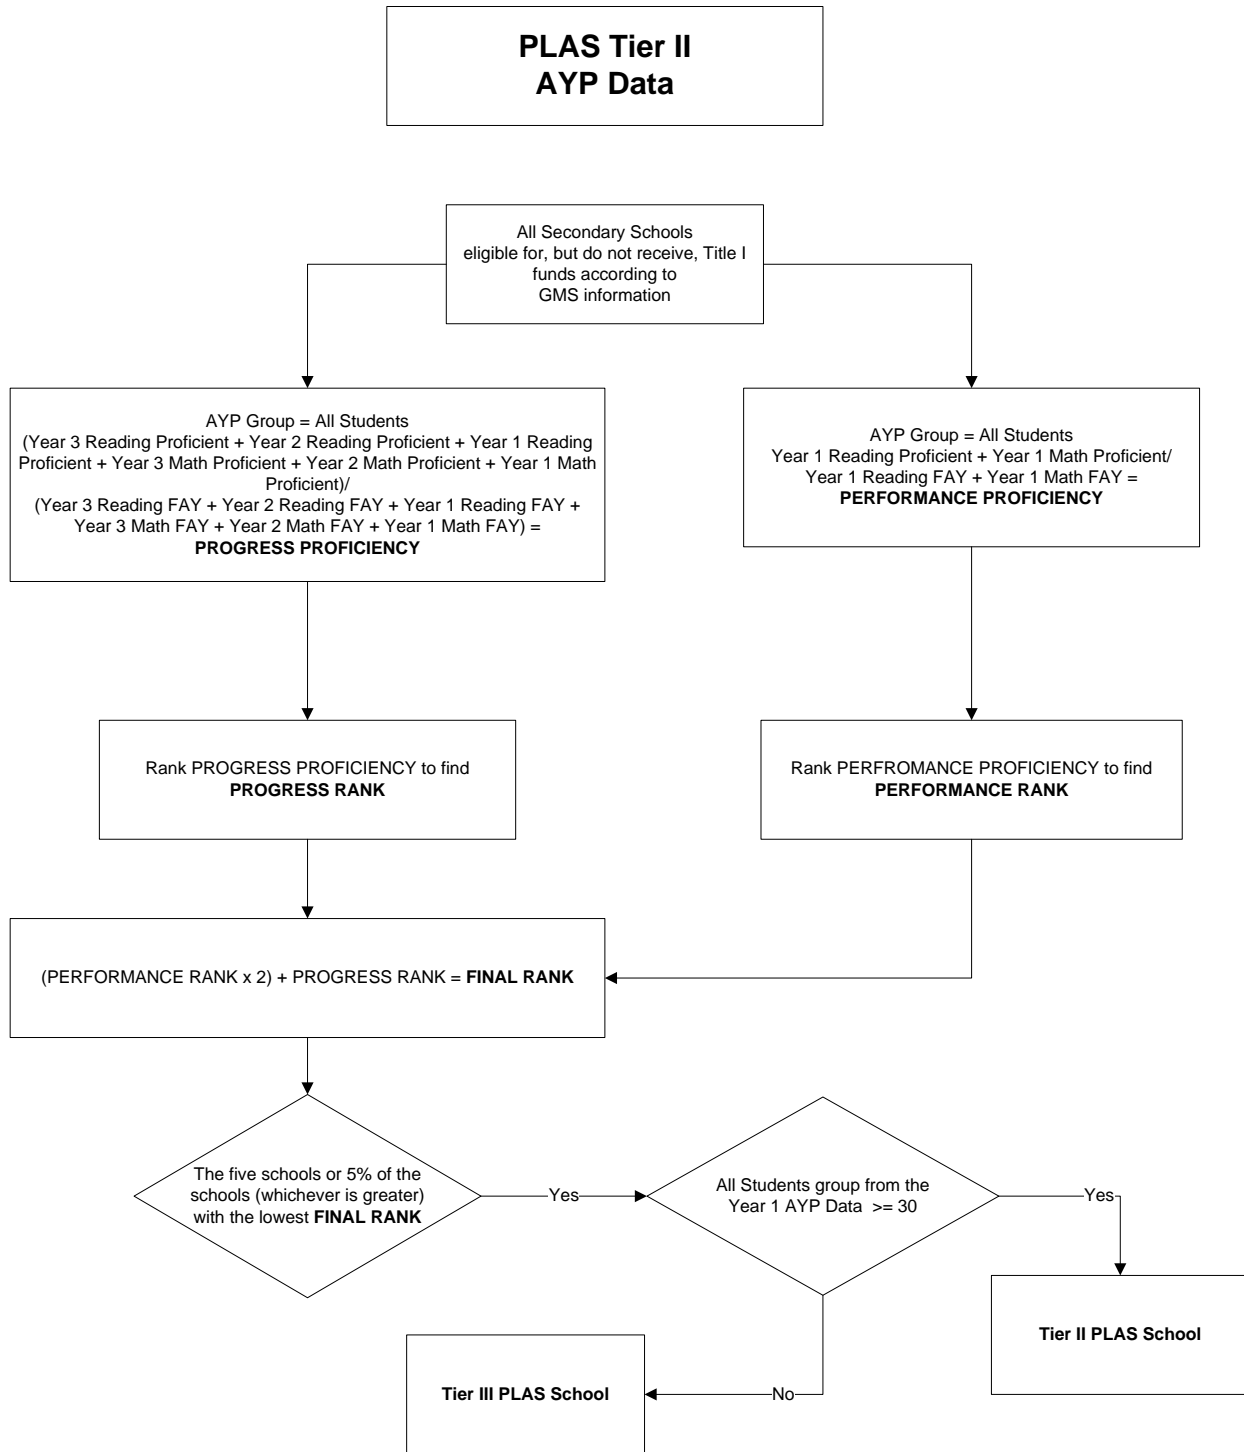 PLAS Tier II
AYP Data
All Secondary Schools
eligible for, but do not receive, Title I
funds according to
GMS information
AYP Group = All Students
(Year 3 Reading Proficient + Year 2 Reading Proficient + Year 1 Reading
Proficient + Year 3 Math Proficient + Year 2 Math Proficient + Year 1 Math
Proficient)/
(Year 3 Reading FAY + Year 2 Reading FAY + Year 1 Reading FAY +
Year 3 Math FAY + Year 2 Math FAY + Year 1 Math FAY) =
PROGRESS PROFICIENCY
AYP Group = All Students
Year 1 Reading Proficient + Year 1 Math Proficient/
Year 1 Reading FAY + Year 1 Math FAY =
PERFORMANCE PROFICIENCY
Rank PROGRESS PROFICIENCY to find
PROGRESS RANK
Rank PERFROMANCE PROFICIENCY to find
PERFORMANCE RANK
(PERFORMANCE RANK x 2) + PROGRESS RANK = FINAL RANK
The five schools or 5% of the
schools (whichever is greater)
with the lowest FINAL RANK
Yes
All Students group from the
Year 1 AYP Data >= 30
Yes
Tier II PLAS School
Tier III PLAS School
No